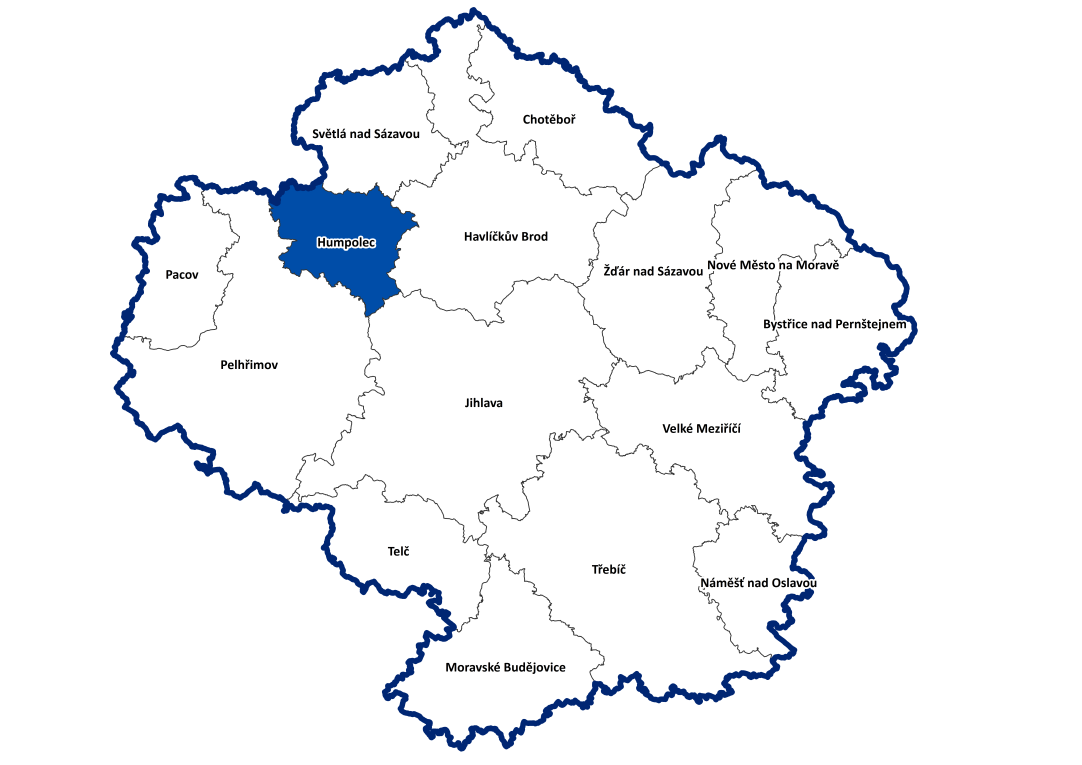 Chotěboř
Světlá nad Sázavou
Havlíčkův Brod
Humpolec
Nové Město na Moravě
Žďár nad Sázavou
Pacov
Bystřice nad Pernštejnem
Pelhřimov
Jihlava
Velké Meziříčí
Telč
Třebíč
Náměšť nad Oslavou
Moravské Budějovice